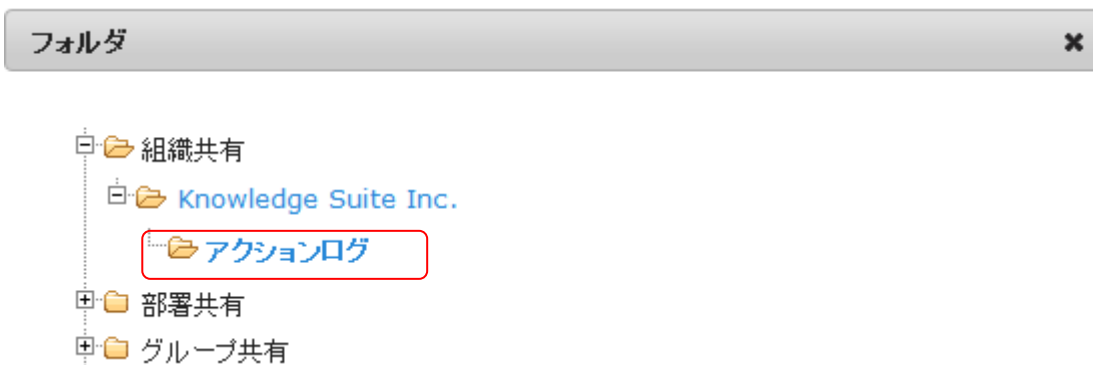 フォルダ
組織共有
Knowledge Suite Inc.
アクションログ
部署共有
グループ共有